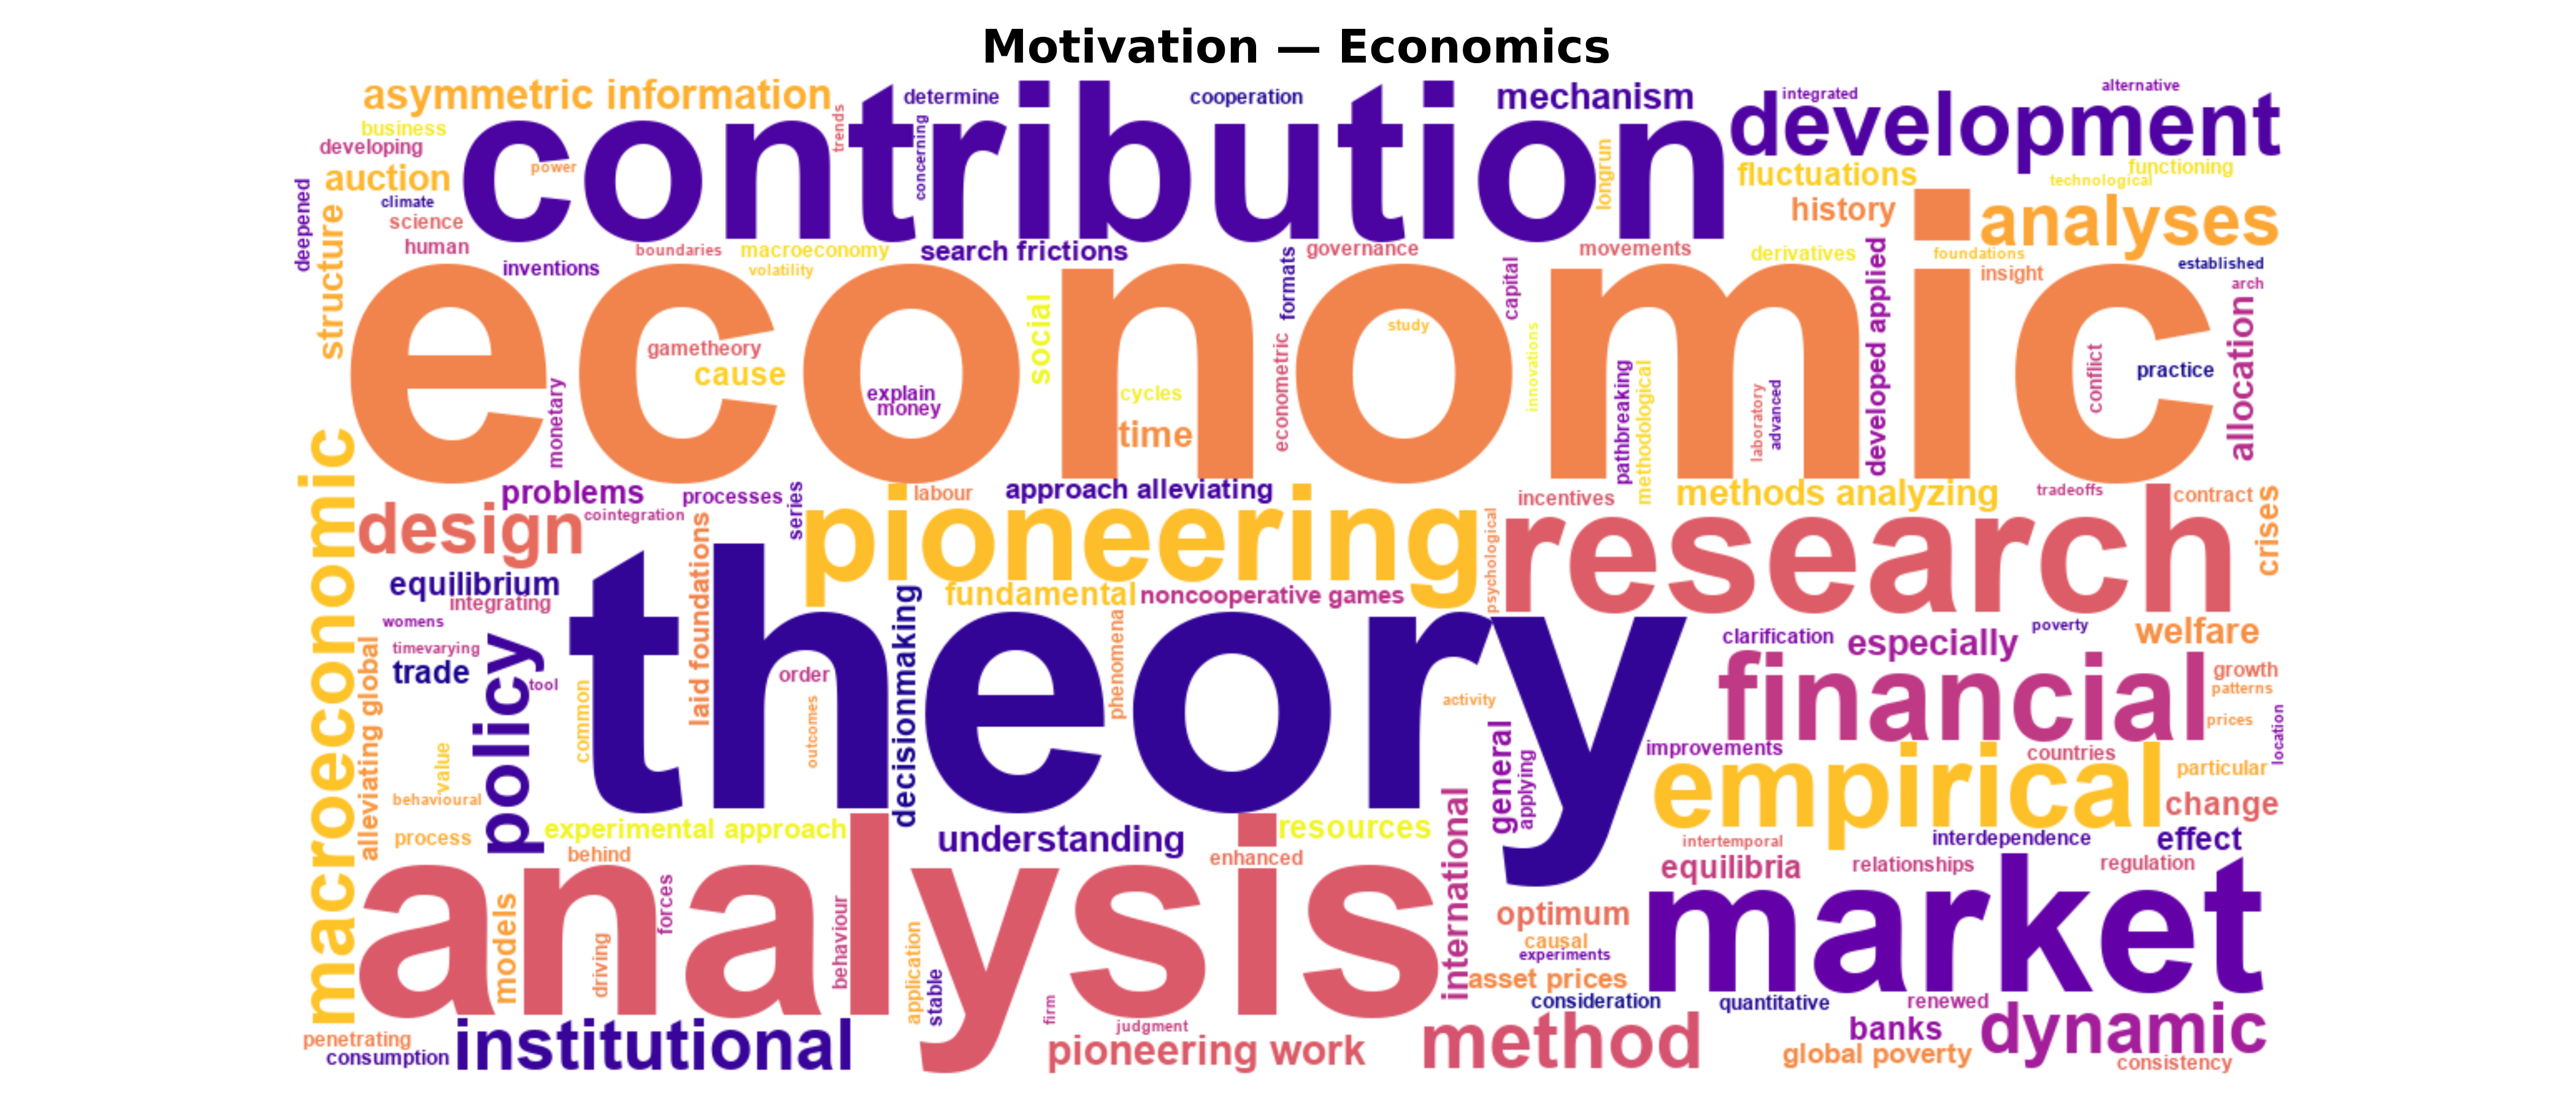 Motivation — Economics
asymmetric information
determine
cooperation
mechanism
integrated
alternative
development
contribution
business
developing
trends
concerning
longrun
power
auction
fluctuations
functioning
technological
climate
science
history
analyses
human
deepened
structure
boundaries
macroeconomy
search frictions
governance
movements
derivatives
foundations
established
inventions
volatility
formats
capital
developed applied
insight
arch
economic
social
study
gametheory
cause
explain
money
cycles
time
econometric
innovations
pathbreaking
methodological
laboratory
advanced
conflict
practice
allocation
monetary
macroeconomic
problems
processes
series
labour
approach alleviating
incentives
methods analyzing
tradeoffs
contract
crises
design
cointegration
pioneering
psychological
research
laid foundations
equilibrium
integrating
fundamental
noncooperative games
womens
timevarying
trade
policy
tool
theory
decisionmaking
phenomena
clarification
especially
poverty
welfare
alleviating global
common
order
outcomes
activity
financial
growth
patterns
prices
location
value
general
applying
improvements
countries
empirical
particular
behavioural
change
process
experimental approach
understanding
resources
international
intertemporal
interdependence
effect
behind
enhanced
equilibria
relationships
regulation
analysis
models
forces
driving
behaviour
application
stable
firm
optimum
causal
experiments
asset prices
market
consideration
quantitative
renewed
penetrating
consumption
institutional
judgment
pioneering work
method
banks
dynamic
global poverty
consistency